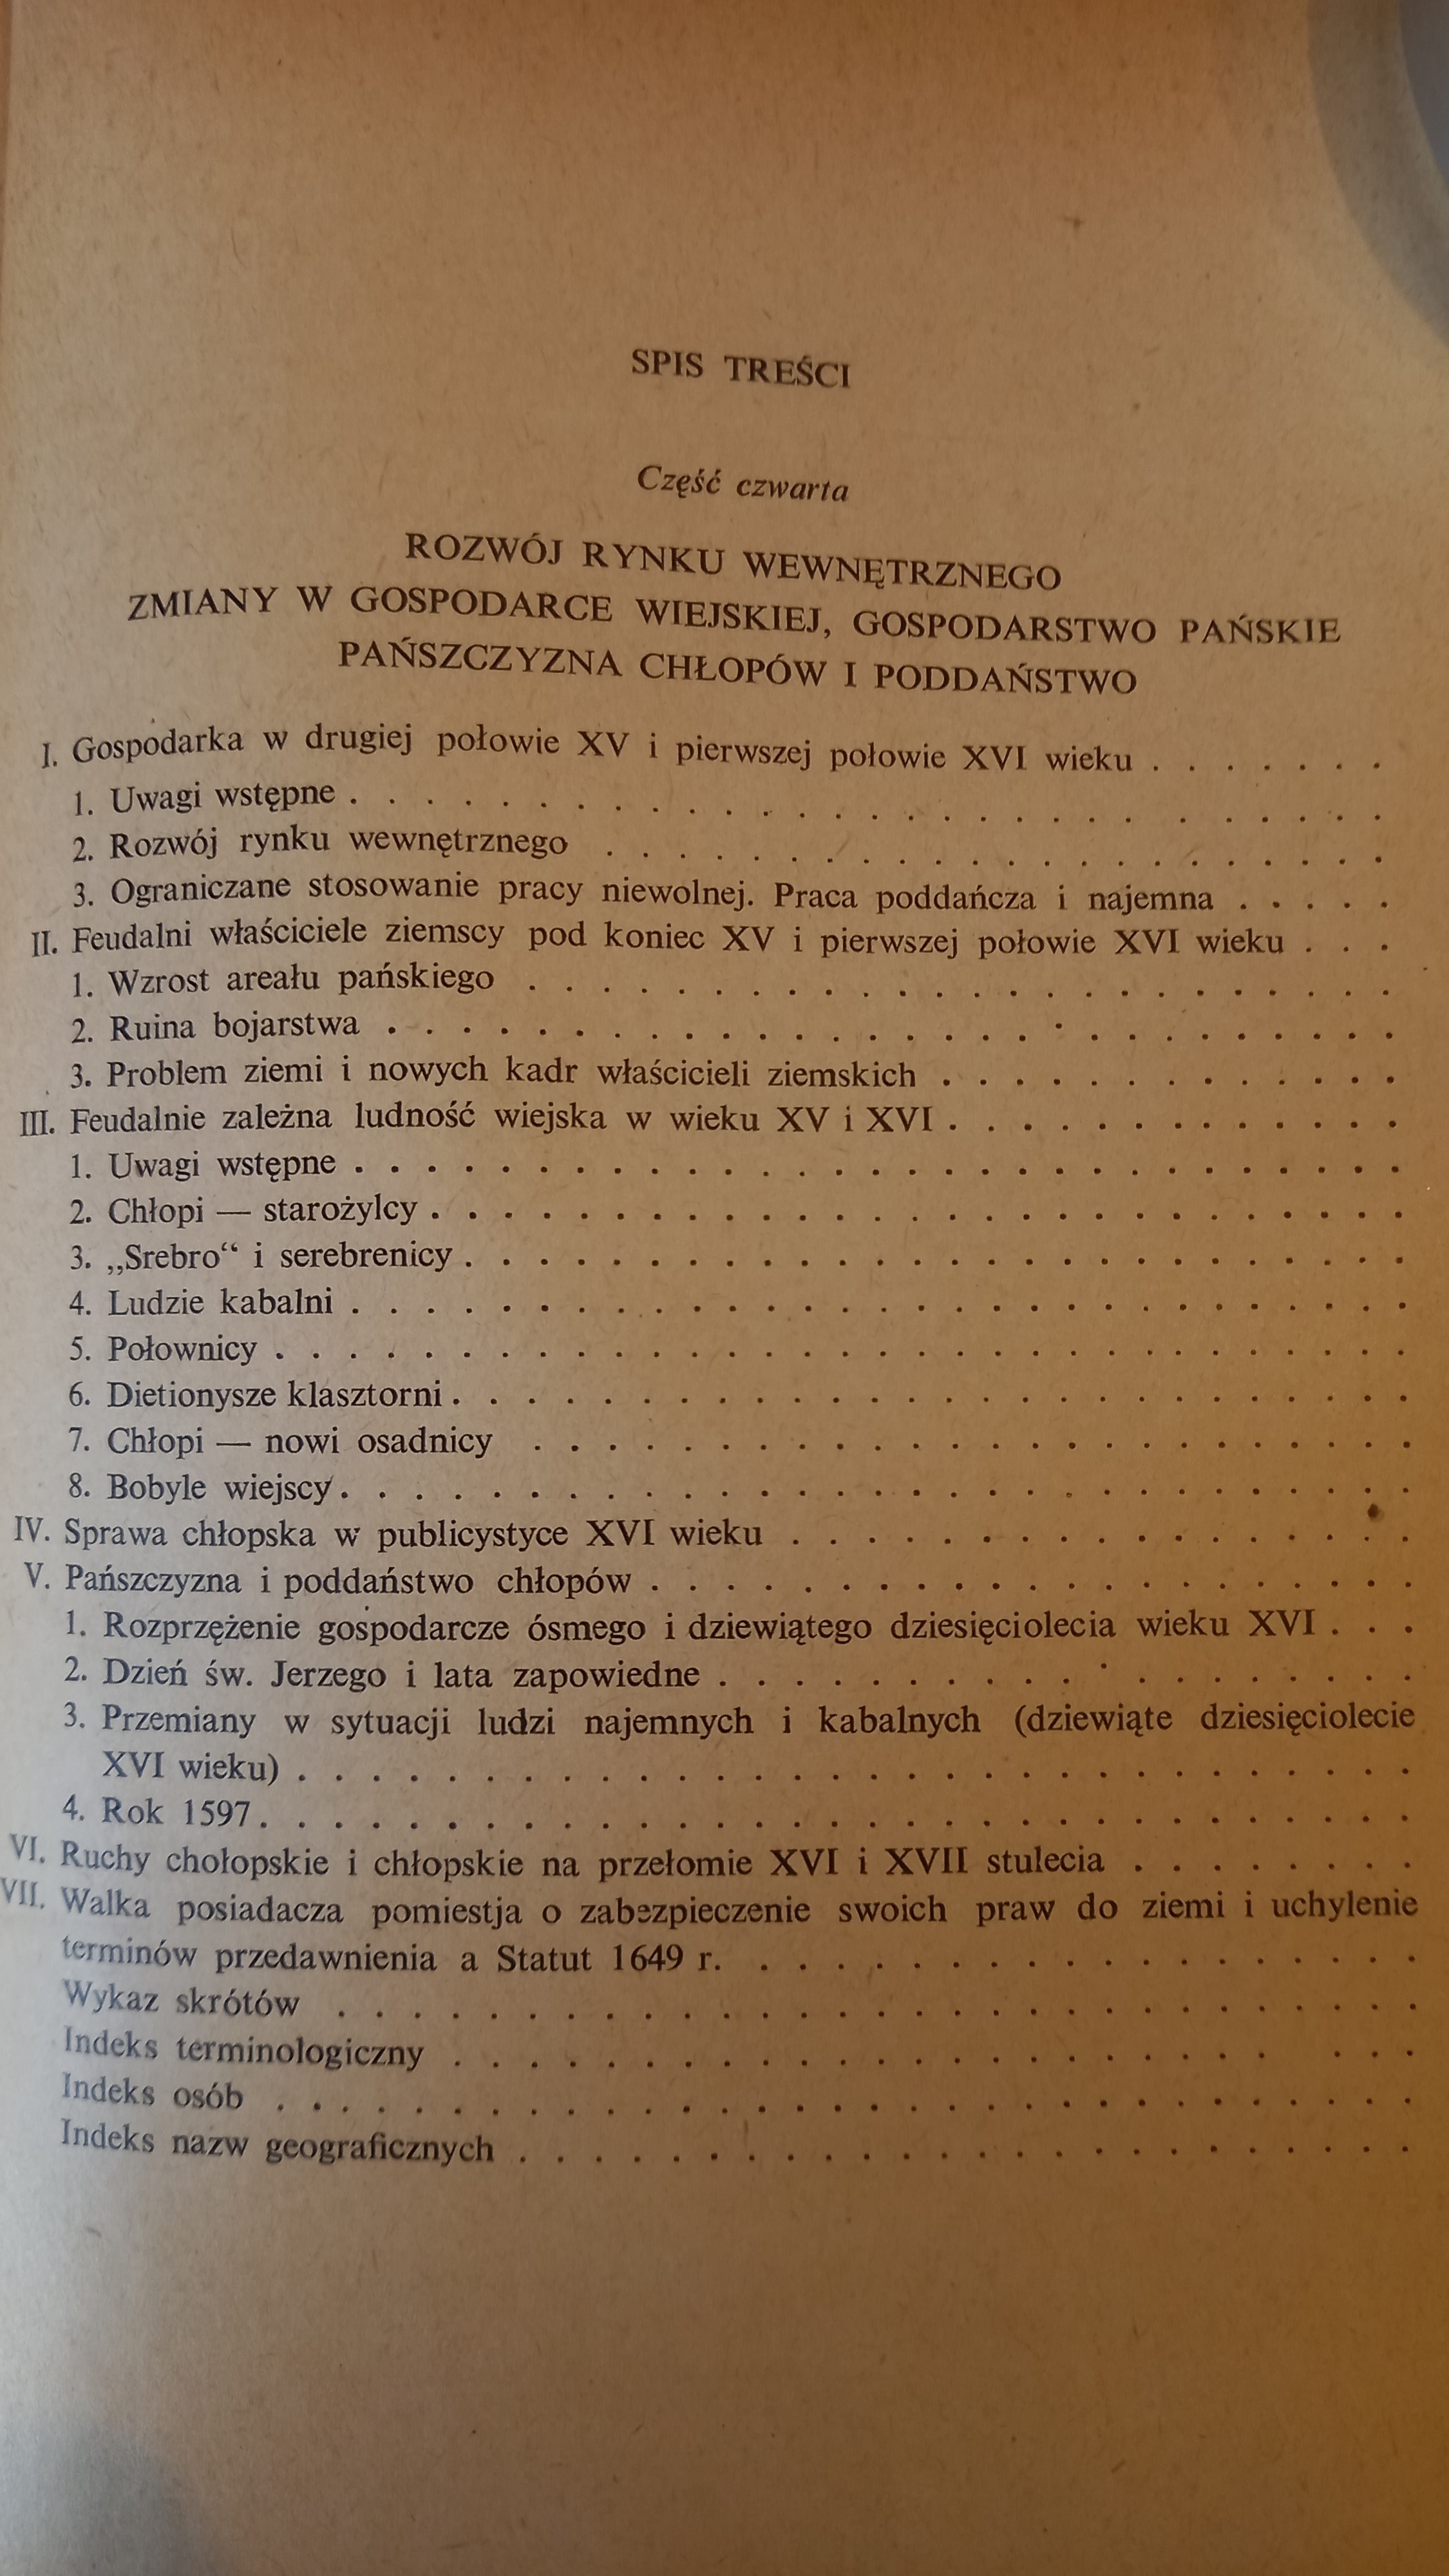 SPIS TREŚCI
Część czwarta
ROZWÓJ RYNKU WEWNĘTRZNEGO
ZMIANY W GOSPODARCE WIEJSKIEJ, GOSPODARSTWO PAŃSKIE
PAŃSZCZYZNA CHŁOPÓW I PODDAŃSTWO
I. Gospodarka w drugiej połowie XV i pierwszej połowie XVI wieku . . . . . . .
1. Uwagi wstępne . . . . . . . . . . . . . . . . . . . . . . . . . . .
2. Rozwój rynku wewnętrznego . . . . . . . . . . . . . . . . . . . . . .
3. Ograniczane stosowanie pracy niewolnej. Praca poddańcza i najemna . . . . .
II. Feudalni właściciele ziemscy pod koniec XV i pierwszej połowie XVI wieku . . .
1. Wzrost areału pańskiego . . . . . . . . . . . . . . . . . . . . . . . .
2. Ruina bojarstwa . . . . . . . . . . . . . . . . . . . . . . . . . . .
3. Problem ziemi i nowych kadr właścicieli ziemskich . . . . . . . . . . . . .
III. Feudalnie zależna ludność wiejska w wieku XV i XVI . . . . . . . . . . . . .
1. Uwagi wstępne . . . . . . . . . . . . . . . . . . . . . . . . . . . .
2. Chłopi — starożylcy . . . . . . . . . . . . . . . . . . . . . . . . . .
3. „Srebro“ i serebrenicy . . . . . . . . . . . . . . . . . . . . . . . . .
4. Ludzie kabalni . . . . . . . . . . . . . . . . . . . . . . . . . . . .
5. Połownicy . . . . . . . . . . . . . . . . . . . . . . . . . . . . . .
6. Dietionysze klasztorni . . . . . . . . . . . . . . . . . . . . . . . . . .
7. Chłopi — nowi osadnicy . . . . . . . . . . . . . . . . . . . . . . . .
8. Bobyle wiejscy . . . . . . . . . . . . . . . . . . . . . . . . . . . . .
IV. Sprawa chłopska w publicystyce XVI wieku . . . . . . . . . . . . . . . . .
V. Pańszczyzna i poddaństwo chłopów . . . . . . . . . . . . . . . . . . . . .
1. Rozprzężenie gospodarcze ósmego i dziewiątego dziesięciolecia wieku XVI . . .
2. Dzień św. Jerzego i lata zapowiedne . . . . . . . . . . . . . . . . . . .
3. Przemiany w sytuacji ludzi najemnych i kabalnych (dziewiąte dziesięciolecie
XVI wieku) . . . . . . . . . . . . . . . . . . . . . . . . . . . . . .
4. Rok 1597 . . . . . . . . . . . . . . . . . . . . . . . . . . . . . . .
VI. Ruchy chołopskie i chłopskie na przełomie XVI i XVII stulecia . . . . . . . .
VII. Walka posiadacza pomiestja o zabezpieczenie swoich praw do ziemi i uchylenie
terminów przedawnienia a Statut 1649 r. . . . . . . . . . . . . . . . . . .
Wykaz skrótów . . . . . . . . . . . . . . . . . . . . . . . . . . . . .
Indeks terminologiczny . . . . . . . . . . . . . . . . . . . . . . . . .
Indeks osób . . . . . . . . . . . . . . . . . . . . . . . . . . . . . .
Indeks nazw geograficznych . . . . . . . . . . . . . . . . . . . . . . . .